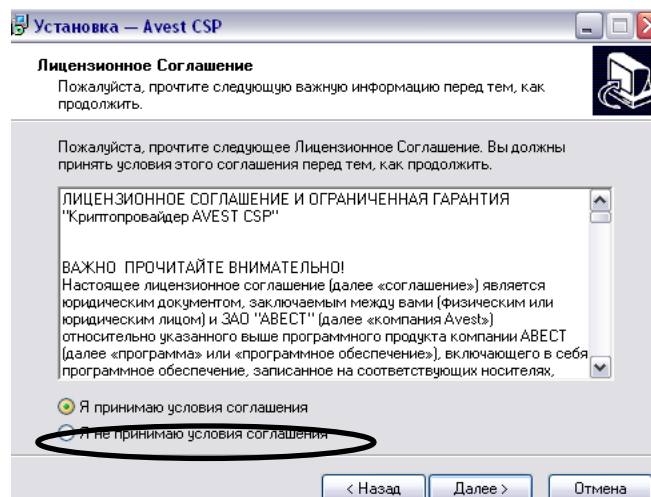 Установка — Avest CSP
Лицензионное Соглашение
Пожалуйста, прочтите следующую важную информацию перед тем, как
продолжить.
Пожалуйста, прочтите следующее Лицензионное Соглашение. Вы должны
принять условия этого соглашения перед тем, как продолжить.
ЛИЦЕНЗИОННОЕ СОГЛАШЕНИЕ И ОГРАНИЧЕННАЯ ГАРАНТИЯ
"Криптопровайдер AVEST CSP"
ВАЖНО ПРОЧИТАЙТЕ ВНИМАТЕЛЬНО!
Настоящее лицензионное соглашение (далее «соглашение») является
юридическим документом, заключаемым между вами (физическим или
юридическим лицом) и ЗАО "АВЕСТ" (далее «компания Avest»)
относительно указанного выше программного продукта компании АВЕСТ
(далее «программа» или «программное обеспечение»), включающего в себя
программное обеспечение, записанное на соответствующих носителях,
Я принимаю условия соглашения
Я не принимаю условия соглашения
< Назад Далее > Отмена